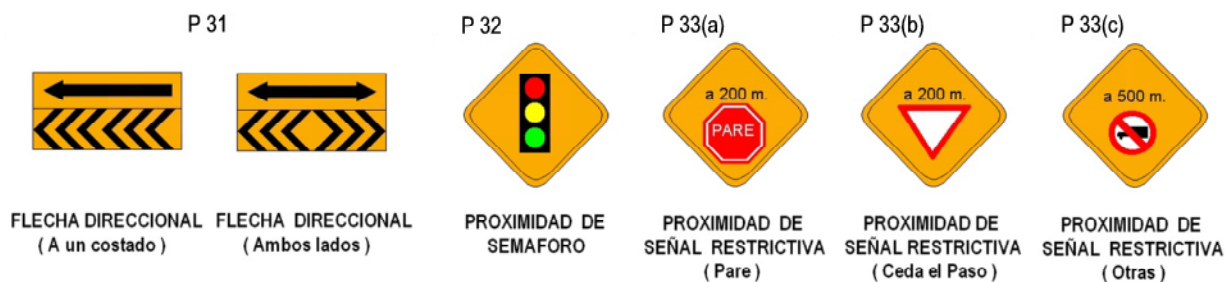 P 31
P 32
P 33(a)
P 33(b)
P 33(c)
a 200 m.
PARE
a 200 m.
a 500 m.
FLECHA DIRECCIONAL
( A un costado )
FLECHA DIRECCIONAL
( Ambos lados )
PROXIMIDAD DE
SEMAFORO
PROXIMIDAD DE
SEÑAL RESTRICTIVA
( Pare )
PROXIMIDAD DE
SEÑAL RESTRICTIVA
( Ceda el Paso )
PROXIMIDAD DE
SEÑAL RESTRICTIVA
( Otras )